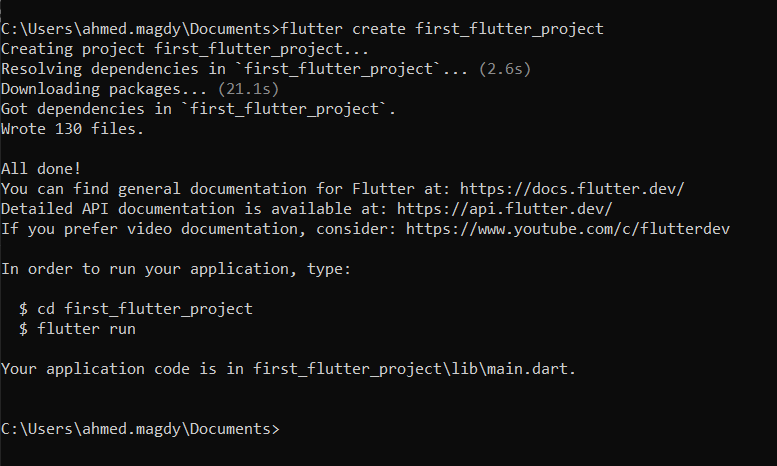 C:\Users\ahmed.magdy\Documents>flutter create first_flutter_project
Creating project first_flutter_project...
Resolving dependencies in `first_flutter_project`... (2.6s)
Downloading packages... (21.1s)
Got dependencies in `first_flutter_project`.
Wrote 130 files.
All done!
You can find general documentation for Flutter at: https://docs.flutter.dev/
Detailed API documentation is available at: https://api.flutter.dev/
If you prefer video documentation, consider: https://www.youtube.com/c/flutterdev
In order to run your application, type:
$ cd first_flutter_project
$ flutter run
Your application code is in first_flutter_project\lib\main.dart.
C:\Users\ahmed.magdy\Documents>